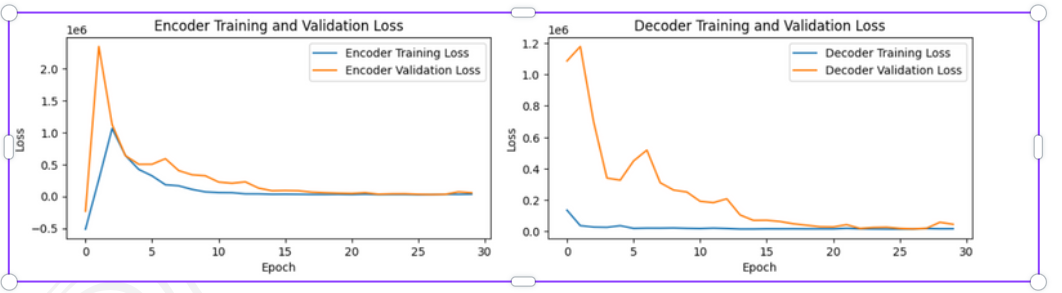 Encoder Training and Validation Loss
1e6
Encoder Training Loss
Encoder Validation Loss
2.0
1.5
1.0
0.5
0.0
−0.5
Loss
0 5 10 15 20 25 30
Epoch
Decoder Training and Validation Loss
1e6
Decoder Training Loss
Decoder Validation Loss
1.2
1.0
0.8
0.6
0.4
0.2
0.0
Loss
0 5 10 15 20 25 30
Epoch